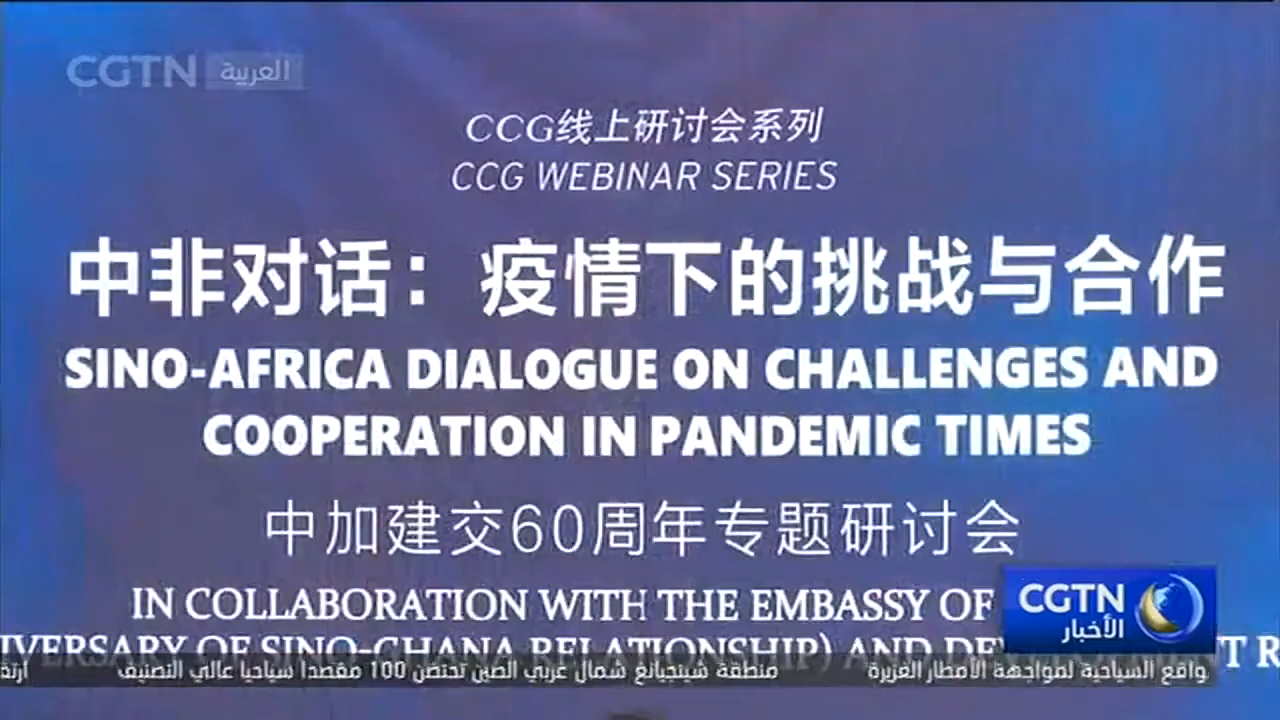 CGTN العربية
CCG线上研讨会系列
CCG WEBINAR SERIES
中非对话：疫情下的挑战与合作
SINO-AFRICA DIALOGUE ON CHALLENGES AND
COOPERATION IN PANDEMIC TIMES
中加建交60周年专题研讨会
IN COLLABORATION WITH THE EMBASSY OF
OF SINO-GHANA RELATIONSHIP) AND
CGTN
الأخبار
السياحية لمواجهة الأمطار الغزيرة
منطقة شينجيانغ شمال غربي الصين تحتضن 100 مقصدا سياحيا عالي التصنيف